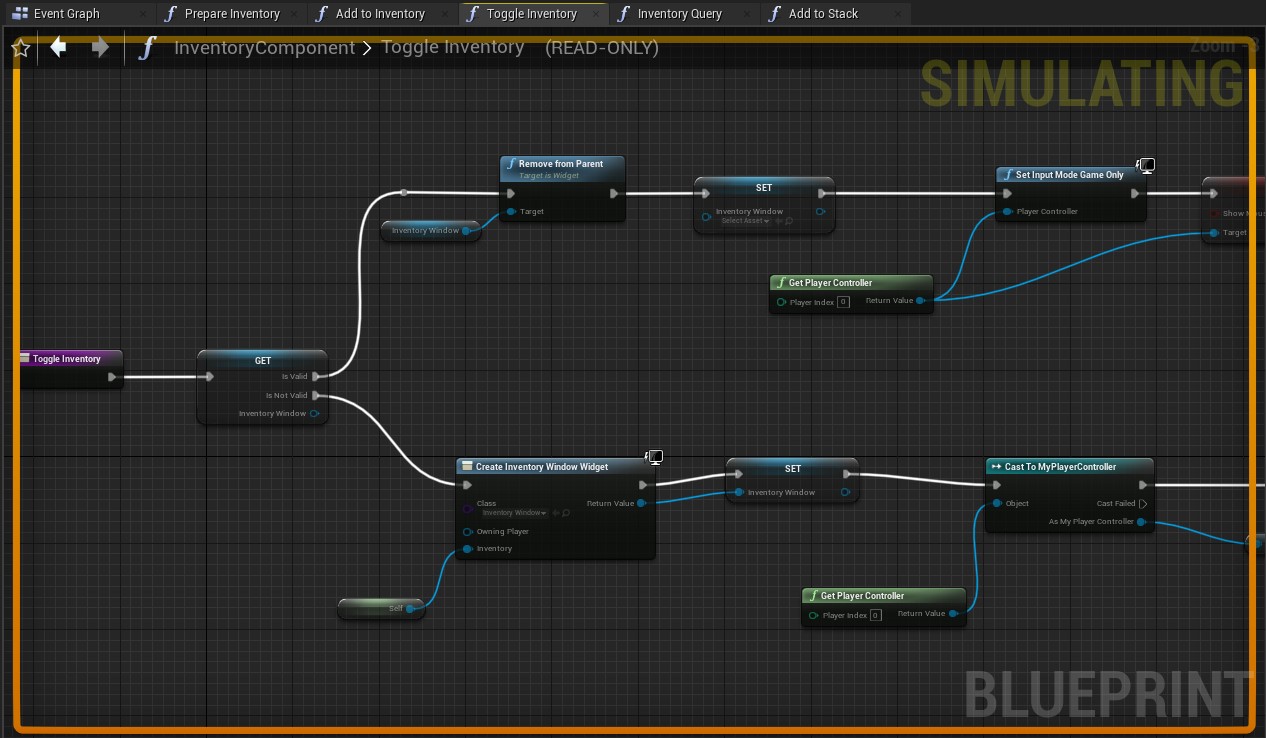 Event Graph
Prepare Inventory
Add to Inventory
Toggle Inventory
Inventory Query
Add to Stack
InventoryComponent > Toggle Inventory (READ-ONLY)
Zoom -3
SIMULATING
Remove from Parent
Target is Widget
Target
Inventory Window
SET
Inventory Window
Select Asset
Set Input Mode Game Only
Player Controller
Show Mous
Target
Get Player Controller
Player Index 0
Return Value
Toggle Inventory
GET
Is Valid
Is Not Valid
Inventory Window
Create Inventory Window Widget
Class
Inventory Window
Return Value
Owning Player
Inventory
Self
SET
Inventory Window
Cast To MyPlayerController
Object
Cast Failed
As My Player Controller
Get Player Controller
Player Index 0
Return Value
BLUEPRINT